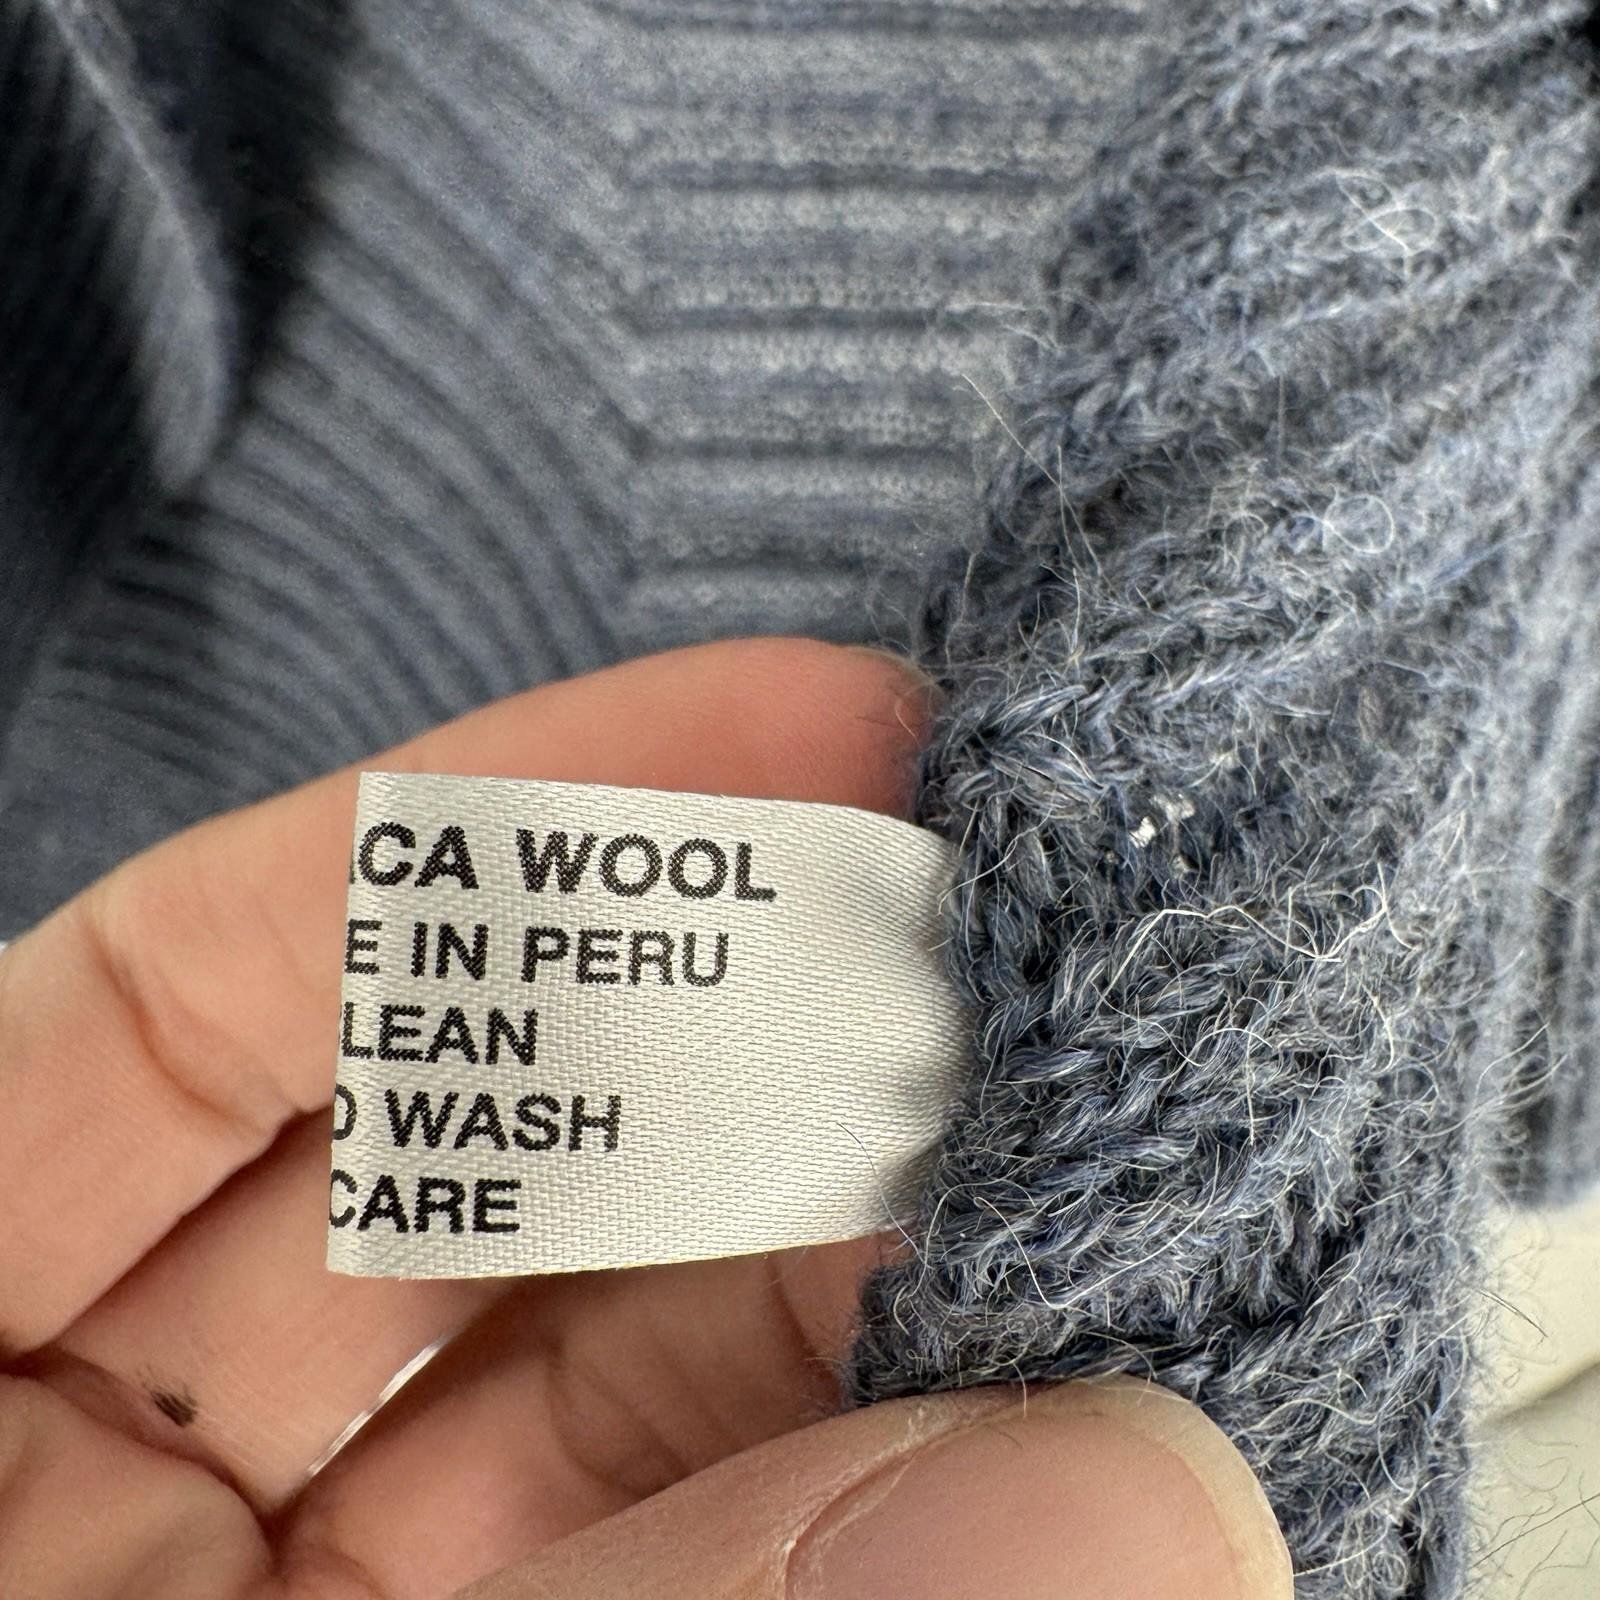 ACA WOOL
E IN PERU
LEAN
D WASH
CARE